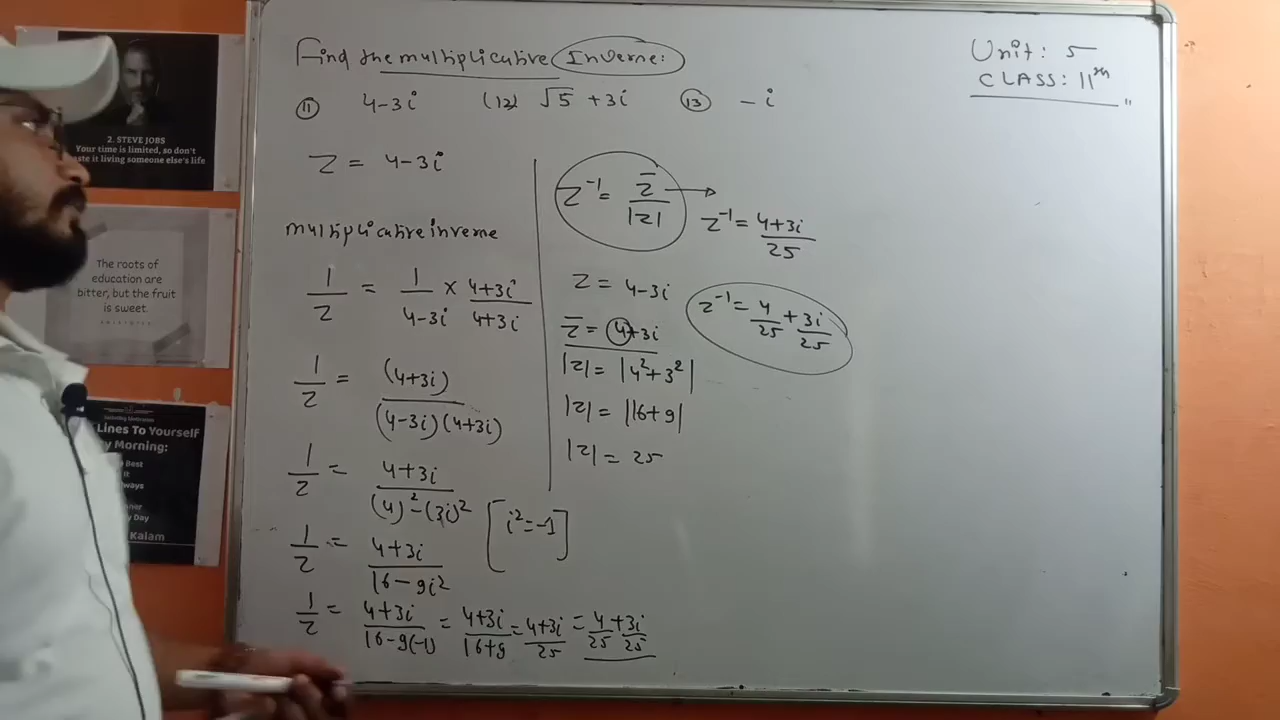 Find the multiplicative Inverse:
Unit: 5
CLASS: 11th
(11) 4-3i (12) √5 +3i (13) -i
Z = 4-3i
multiplicative inverse
1/Z = 1/(4-3i) × (4+3i)/(4+3i)
1/Z = (4+3i)/((4-3i)(4+3i))
1/Z = (4+3i)/((4)²-(3i)²)
[i²=-1]
1/Z = (4+3i)/(16-9i²)
1/Z = (4+3i)/(16-9(-1)) = (4+3i)/(16+9) = (4+3i)/25 = 4/25 + 3i/25
Z⁻¹ = Z̄/|Z| →
Z⁻¹ = (4+3i)/25
Z = 4-3i
Z⁻¹ = 4/25 + 3i/25
Z̄ = 4+3i
|Z| = |4²+3²|
|Z| = |16+9|
|Z| = 25
2. STEVE JOBS
Your time is limited, so don't
waste it living someone else's life
The roots of
education are
bitter, but the fruit
is sweet.
Lines To Yourself
Morning:
Best
it
ways
Day
Kalam